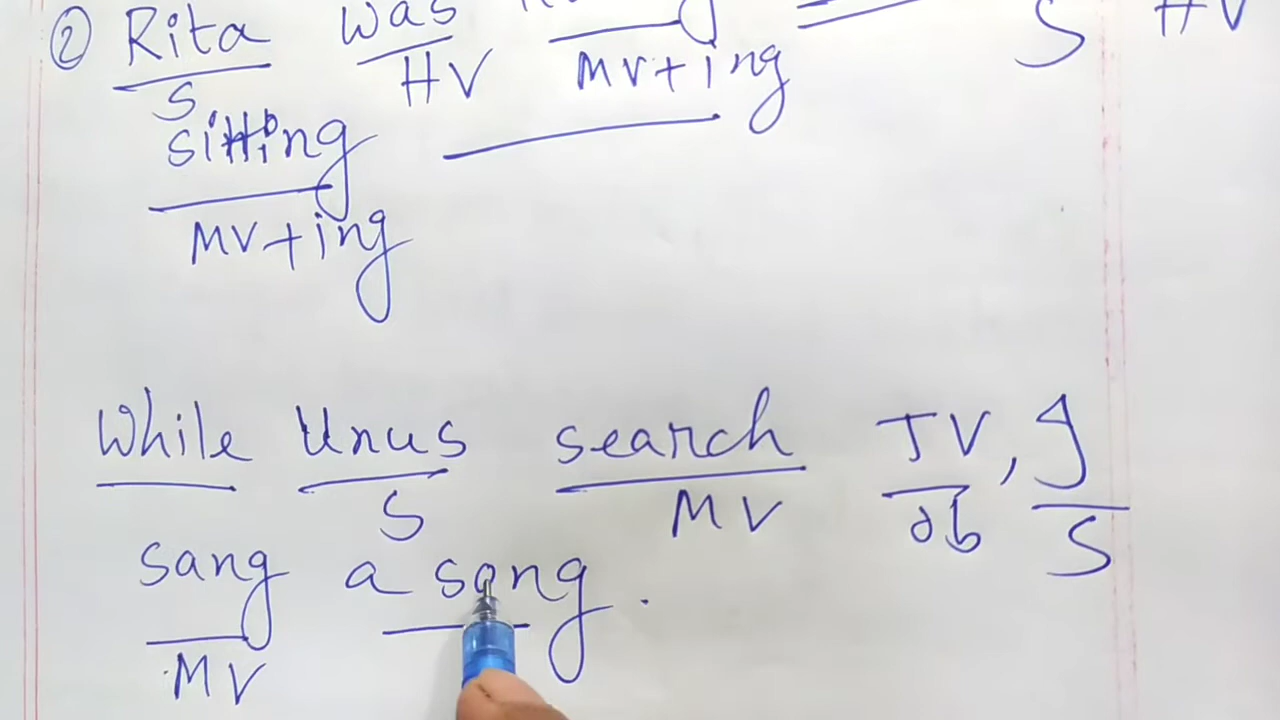 ② Rita was
S HV MV+ing S HV
sitting
MV+ing
While Unus search TV, I
S MV ob S
sang a song.
MV